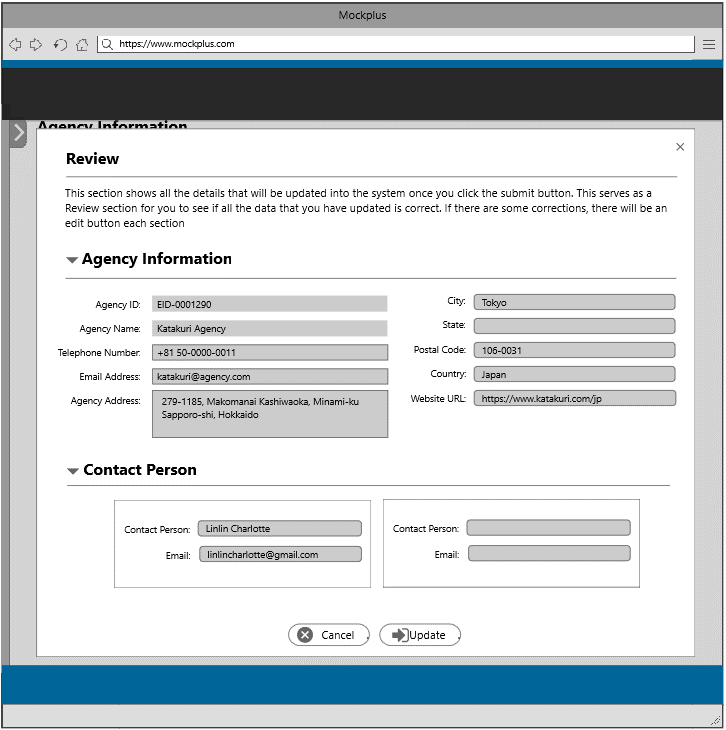 Mockplus
https://www.mockplus.com
Agency Information
Review
This section shows all the details that will be updated into the system once you click the submit button. This serves as a
Review section for you to see if all the data that you have updated is correct. If there are some corrections, there will be an
edit button each section
Agency Information
Agency ID: EID-0001290
Agency Name: Katakuri Agency
Telephone Number: +81 50-0000-0011
Email Address: katakuri@agency.com
Agency Address: 279-1185, Makomanai Kashiwaoka, Minami-ku
Sapporo-shi, Hokkaido
City: Tokyo
State:
Postal Code: 106-0031
Country: Japan
Website URL: https://www.katakuri.com/jp
Contact Person
Contact Person: Linlin Charlotte
Email: linlincharlotte@gmail.com
Contact Person:
Email:
Cancel
Update